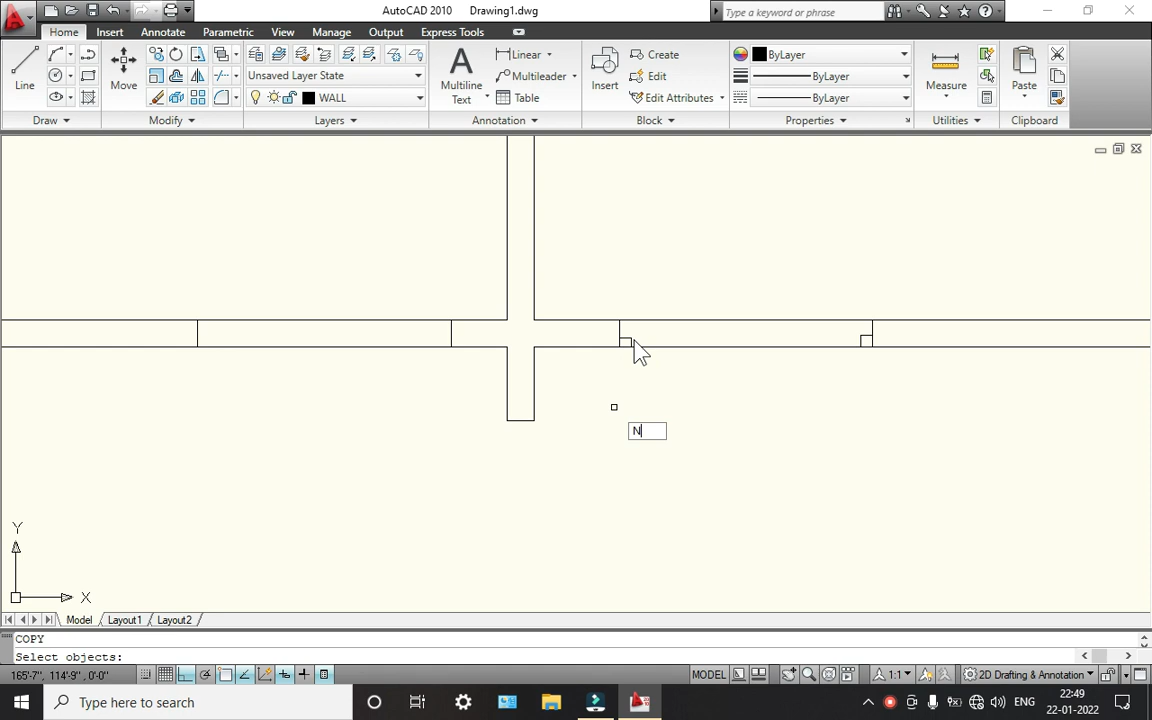 AutoCAD 2010 Drawing1.dwg
Type a keyword or phrase
Home Insert Annotate Parametric View Manage Output Express Tools
Line
Move
Unsaved Layer State
WALL
Multiline
Text
Linear
Multileader
Table
Insert
Create
Edit
Edit Attributes
ByLayer
ByLayer
ByLayer
Measure
Paste
Draw
Modify
Layers
Annotation
Block
Properties
Utilities
Clipboard
N
Y
X
Model Layout1 Layout2
COPY
Select objects:
165'-7", 114'-9", 0'-0"
MODEL
1:1
2D Drafting & Annotation
Type here to search
ENG
22:49
22-01-2022